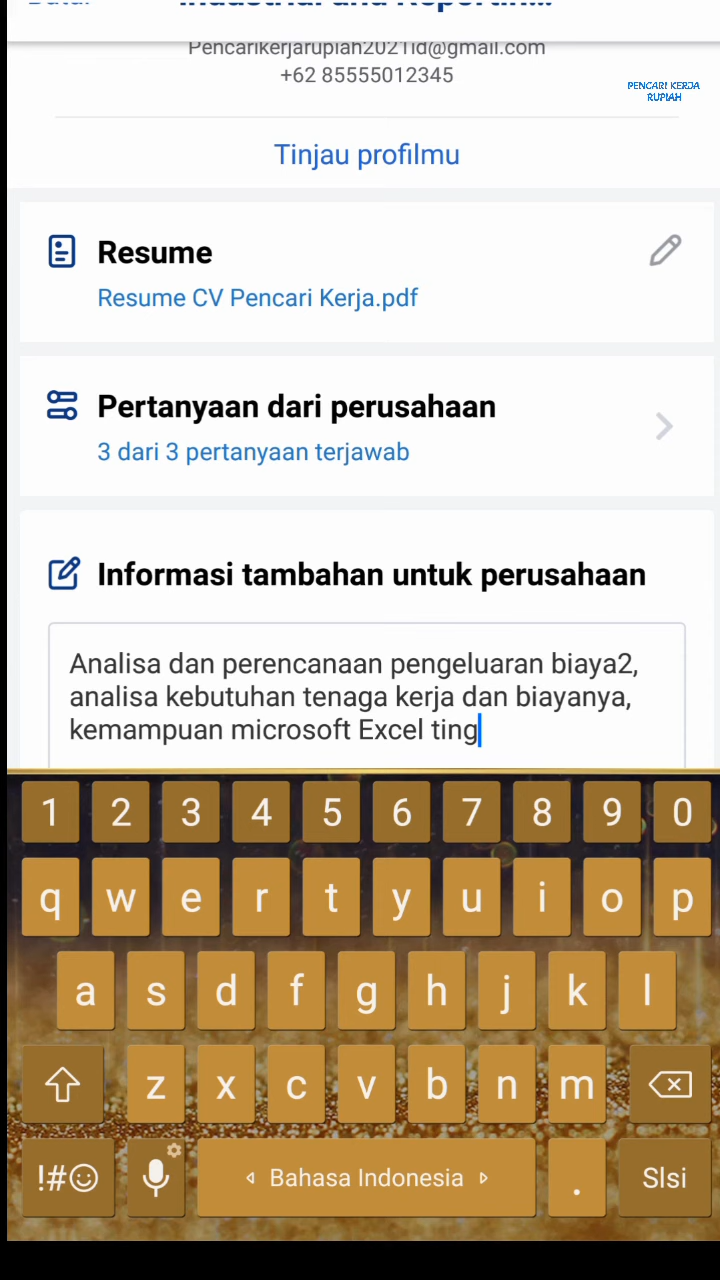 Pencarikerjarupiah2021id@gmail.com
+62 85555012345
PENCARI KERJA
RUPIAH
Tinjau profilmu
Resume
Resume CV Pencari Kerja.pdf
Pertanyaan dari perusahaan
3 dari 3 pertanyaan terjawab
Informasi tambahan untuk perusahaan
Analisa dan perencanaan pengeluaran biaya2,
analisa kebutuhan tenaga kerja dan biayanya,
kemampuan microsoft Excel ting
1 2 3 4 5 6 7 8 9 0
q w e r t y u i o p
a s d f g h j k l
z x c v b n m
!#☺ Bahasa Indonesia . Slsi